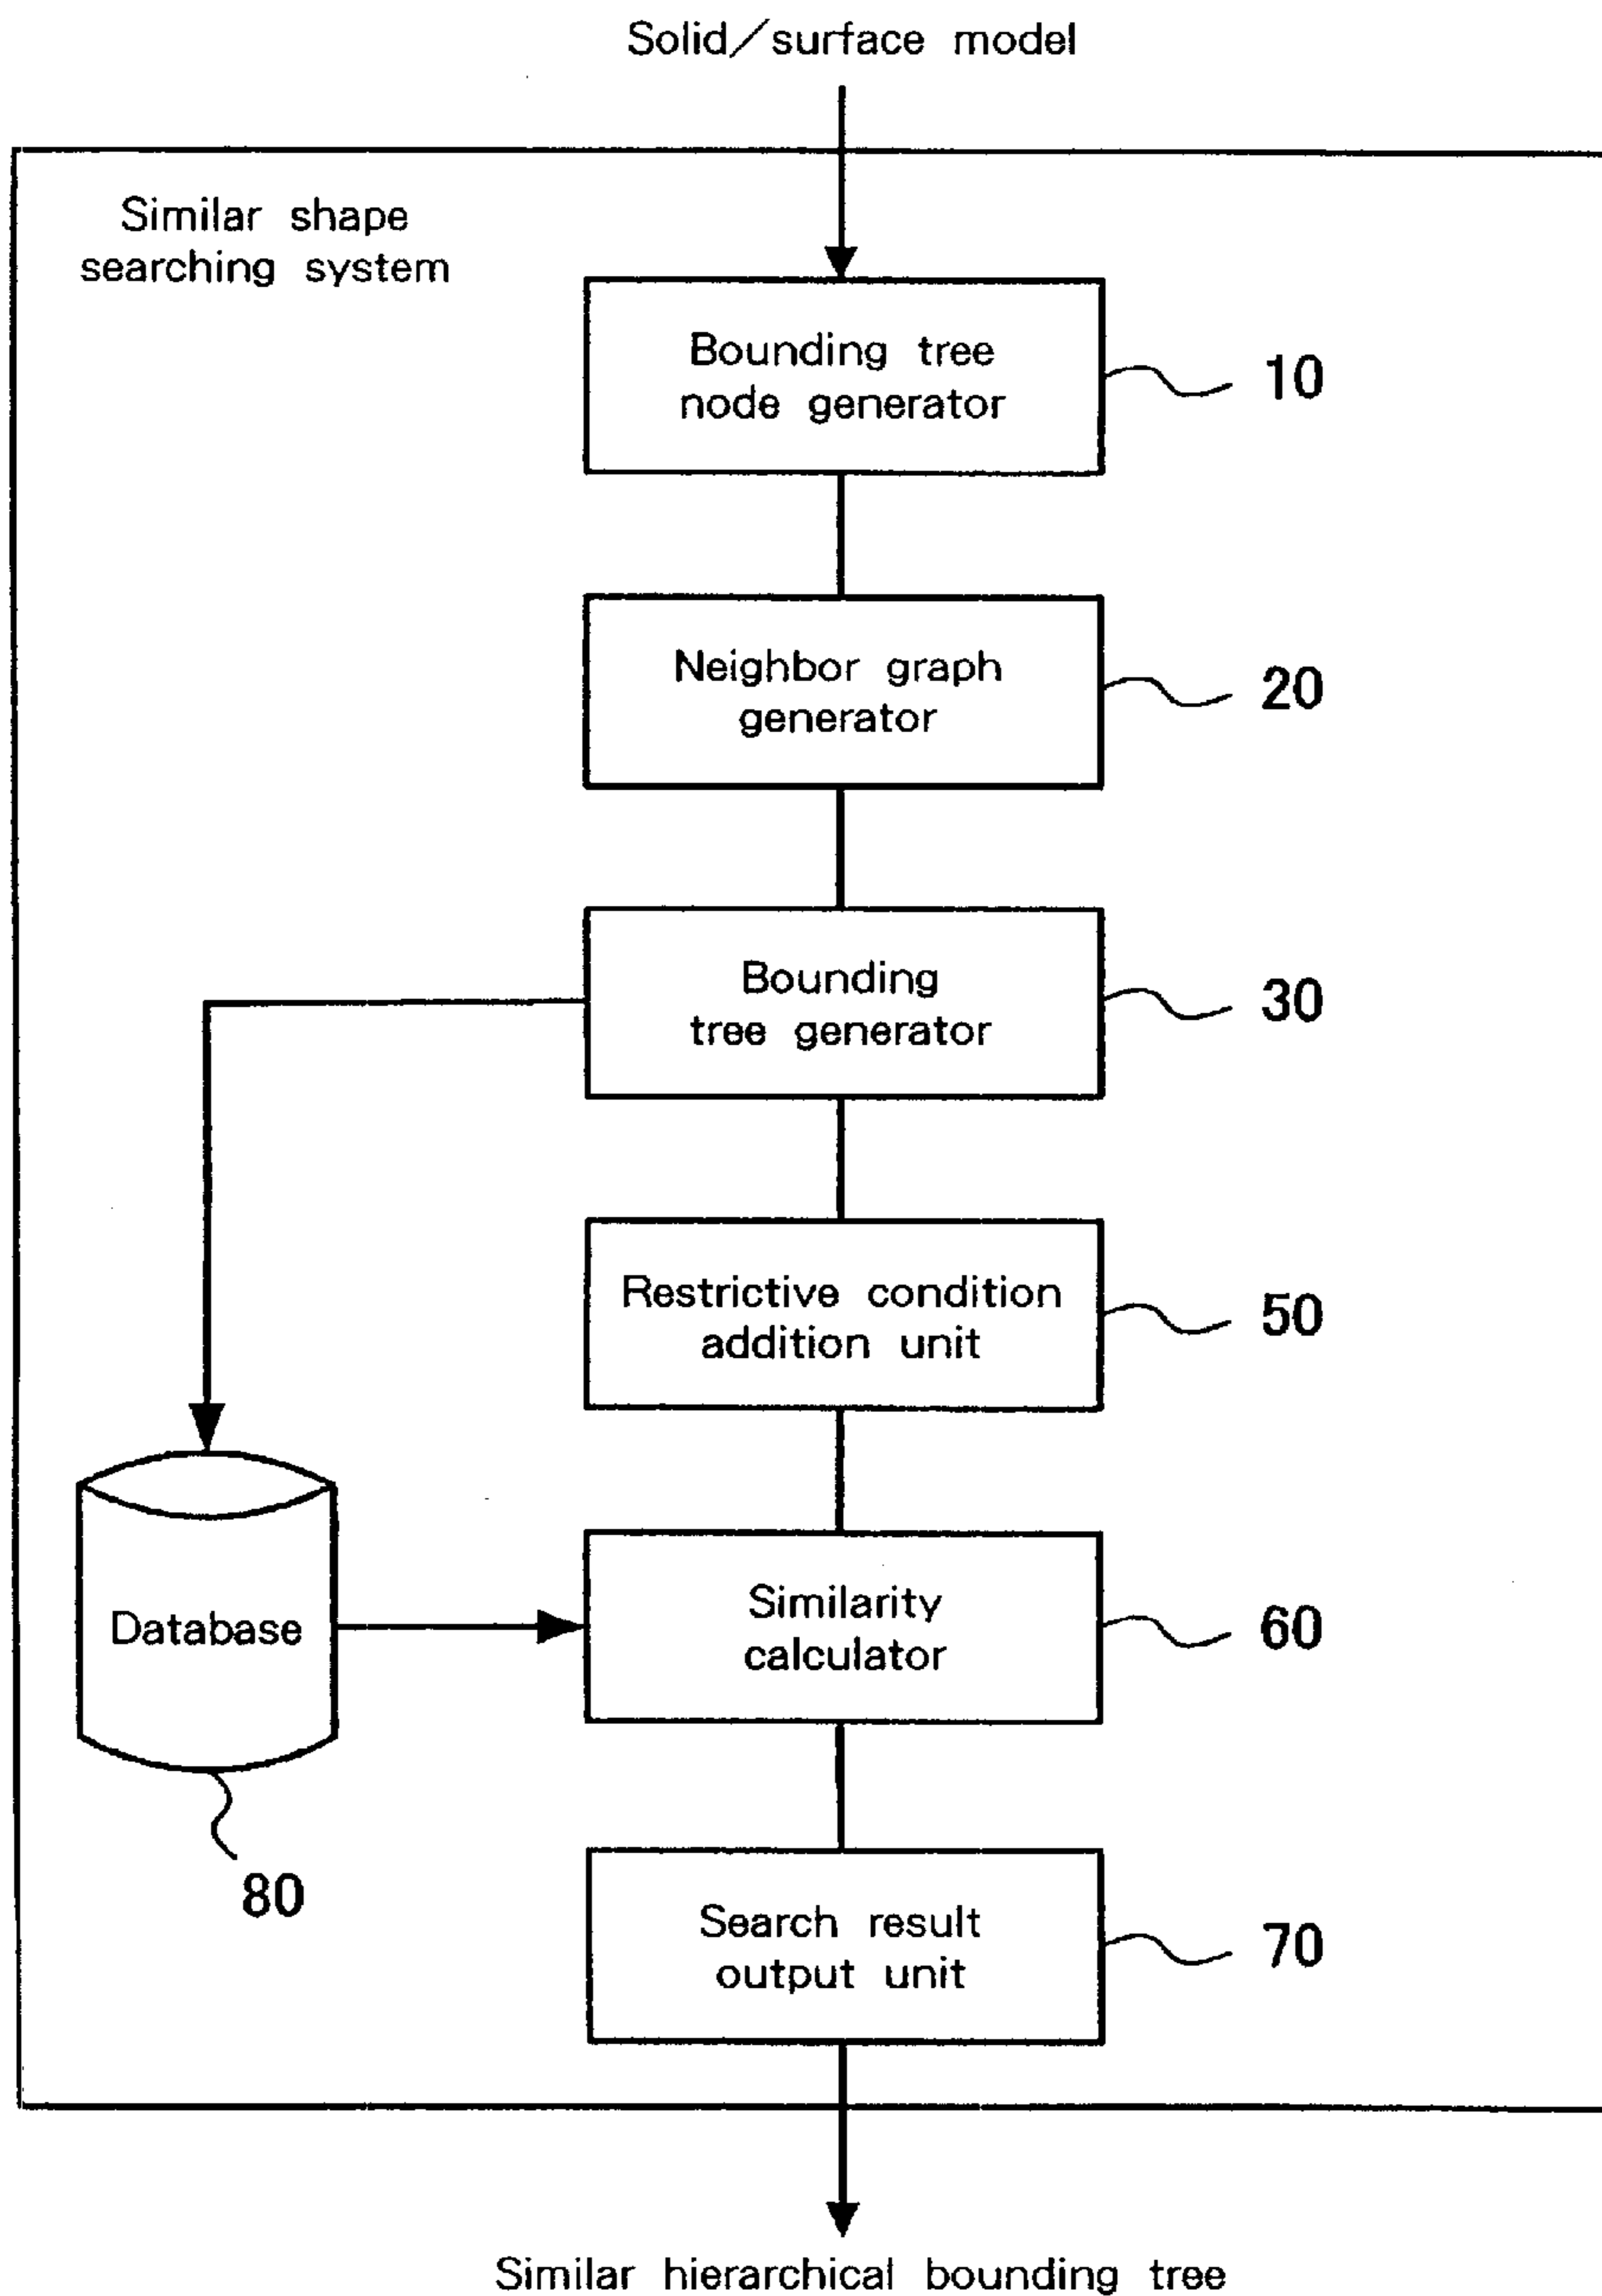 Solid/surface model
Similar shape
searching system
Bounding tree
node generator
10
Neighbor graph
generator
20
Bounding
tree generator
30
Restrictive condition
addition unit
50
Similarity
calculator
60
Database
80
Search result
output unit
70
Similar hierarchical bounding tree